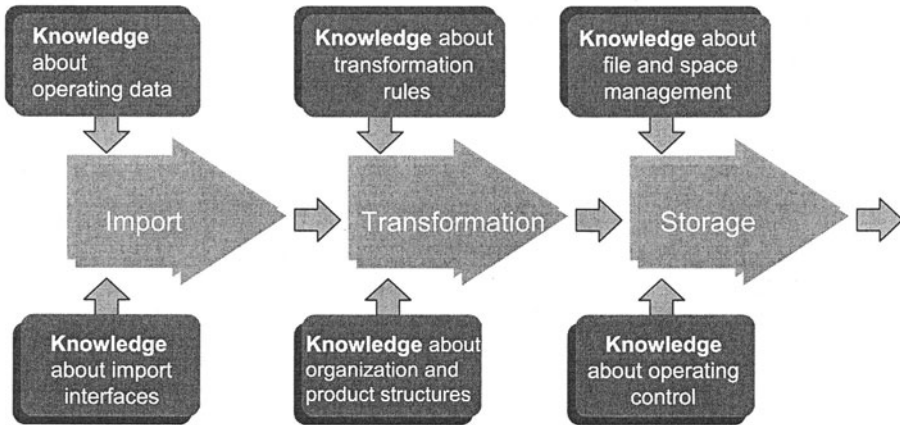 Knowledge
about
operating data
Knowledge about
transformation
rules
Knowledge about
file and space
management
Import
Transformation
Storage
Knowledge
about import
interfaces
Knowledge about
organization and
product structures
Knowledge
about operating
control